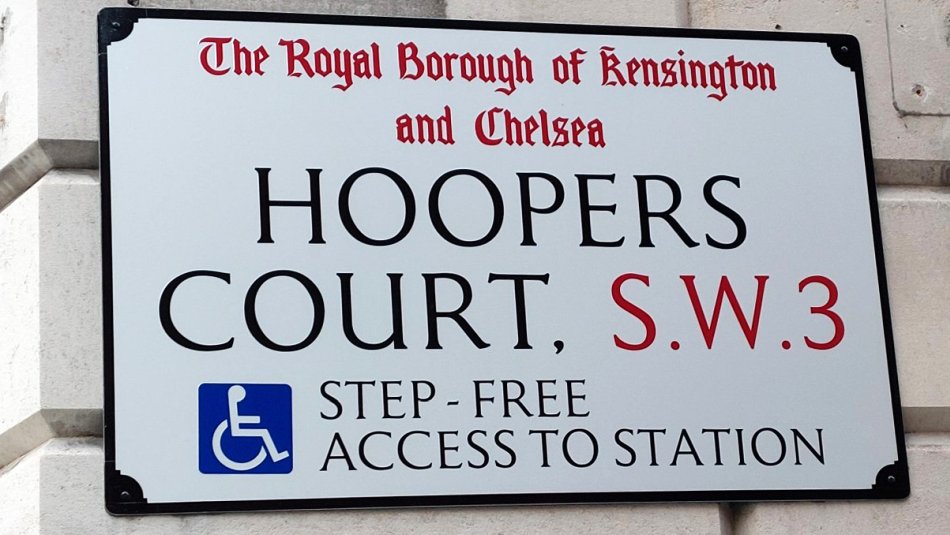 The Royal Borough of Kensington
and Chelsea
HOOPERS
COURT, S.W.3
STEP-FREE
ACCESS TO STATION